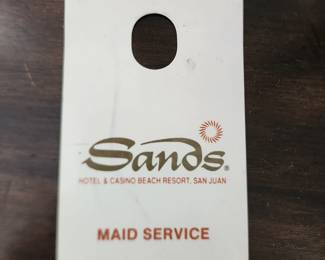 Sands®
HOTEL & CASINO BEACH RESORT, SAN JUAN
MAID SERVICE